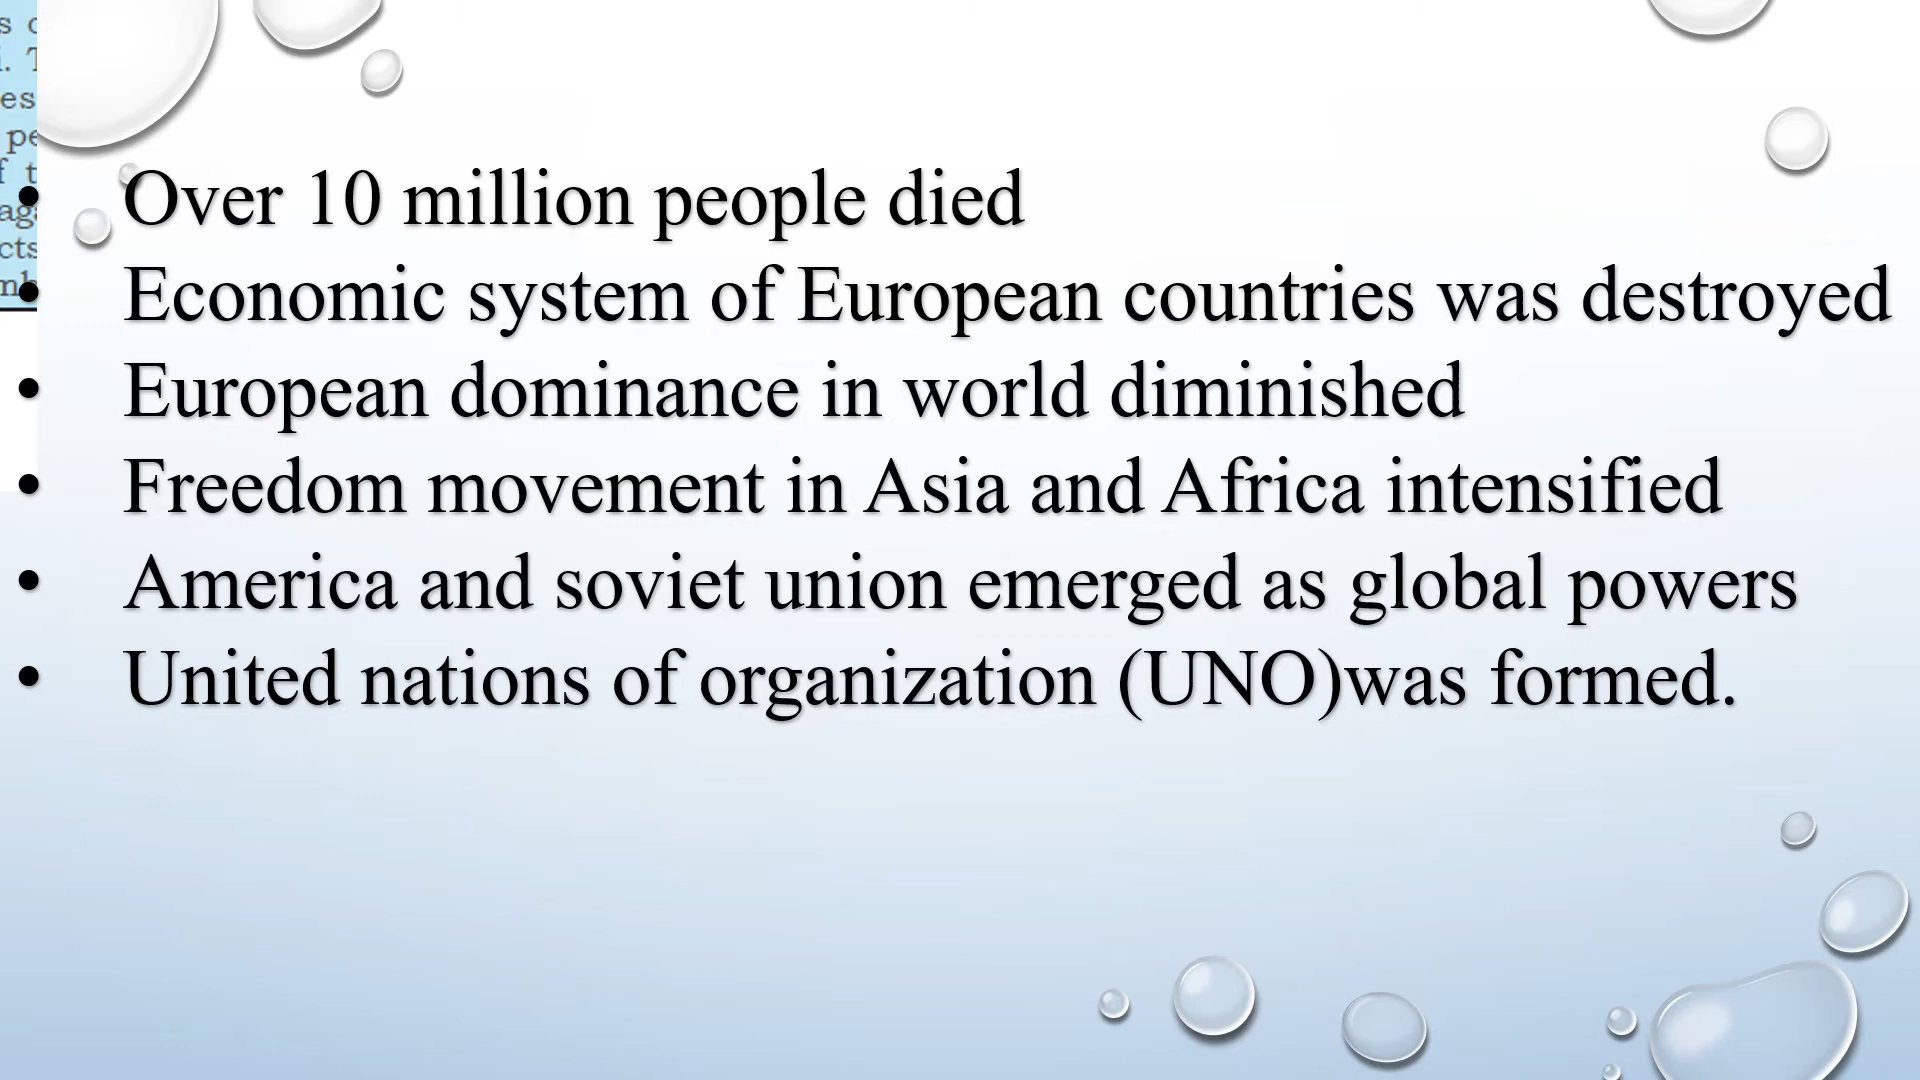 • Over 10 million people died
• Economic system of European countries was destroyed
• European dominance in world diminished
• Freedom movement in Asia and Africa intensified
• America and soviet union emerged as global powers
• United nations of organization (UNO)was formed.